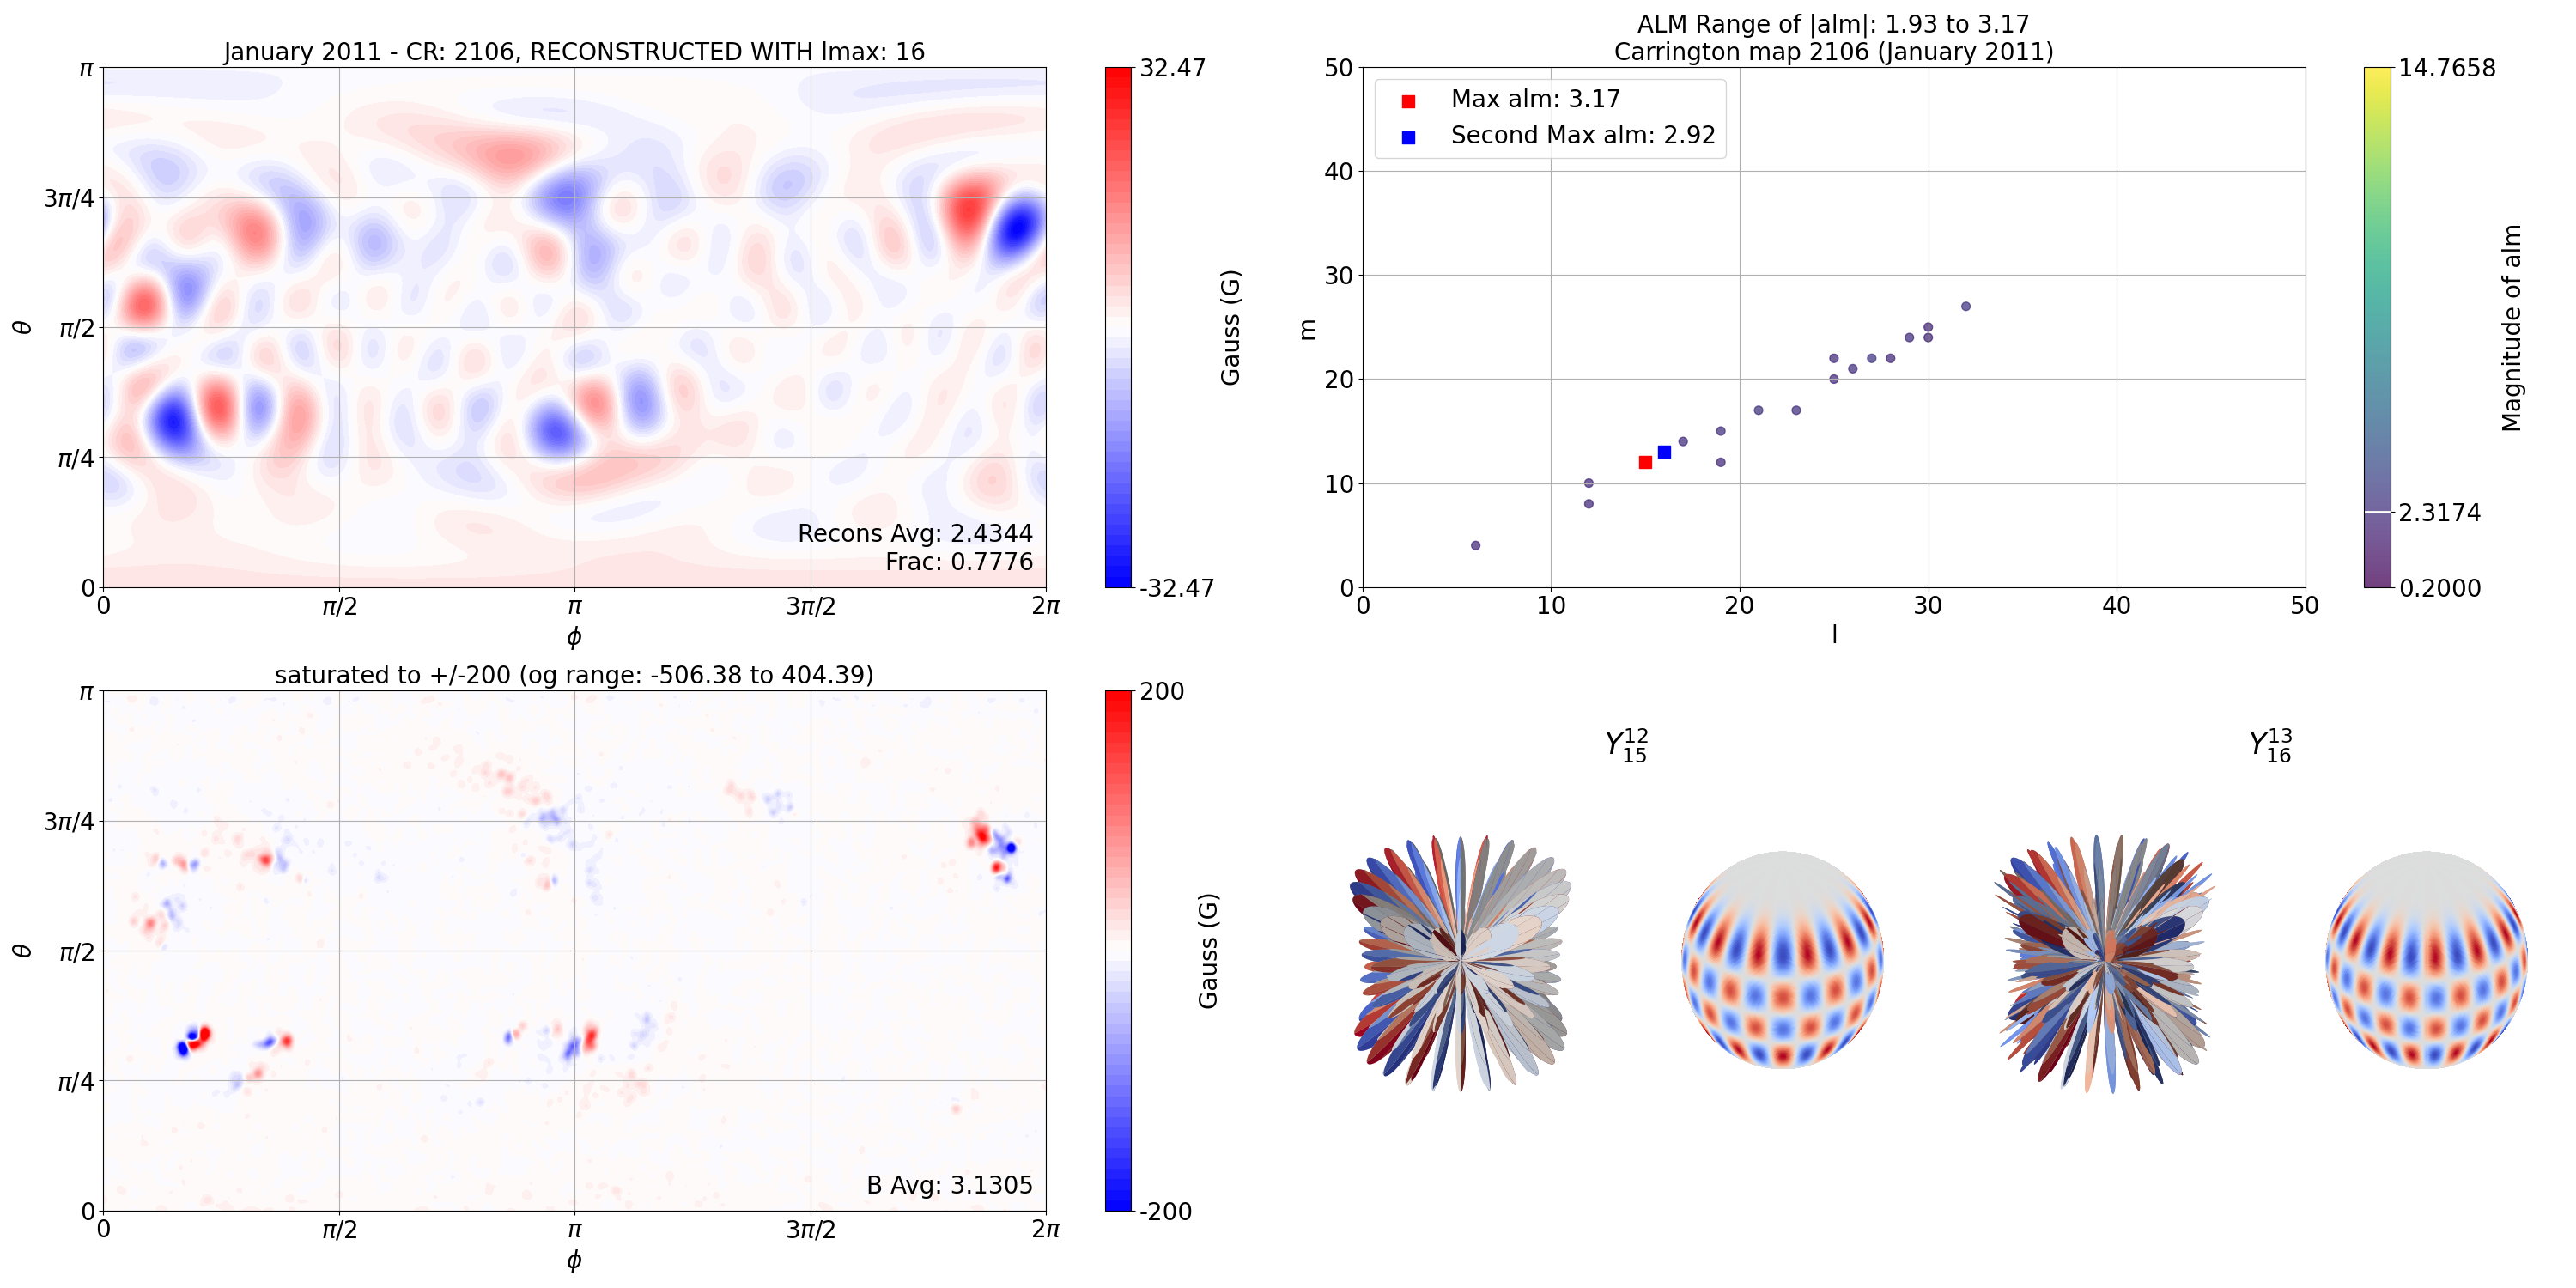 January 2011 - CR: 2106, RECONSTRUCTED WITH lmax: 16
π
3π/4
π/2
π/4
0
θ
0
π/2
π
3π/2
2π
ϕ
Recons Avg: 2.4344
Frac: 0.7776
32.47
-32.47
Gauss (G)
ALM Range of |alm|: 1.93 to 3.17
Carrington map 2106 (January 2011)
Max alm: 3.17
Second Max alm: 2.92
50
40
30
20
10
0
m
0
10
20
30
40
50
l
14.7658
2.3174
0.2000
Magnitude of alm
saturated to +/-200 (og range: -506.38 to 404.39)
π
3π/4
π/2
π/4
0
θ
0
π/2
π
3π/2
2π
ϕ
B Avg: 3.1305
200
-200
Gauss (G)
Y₁₅¹²
Y₁₆¹³